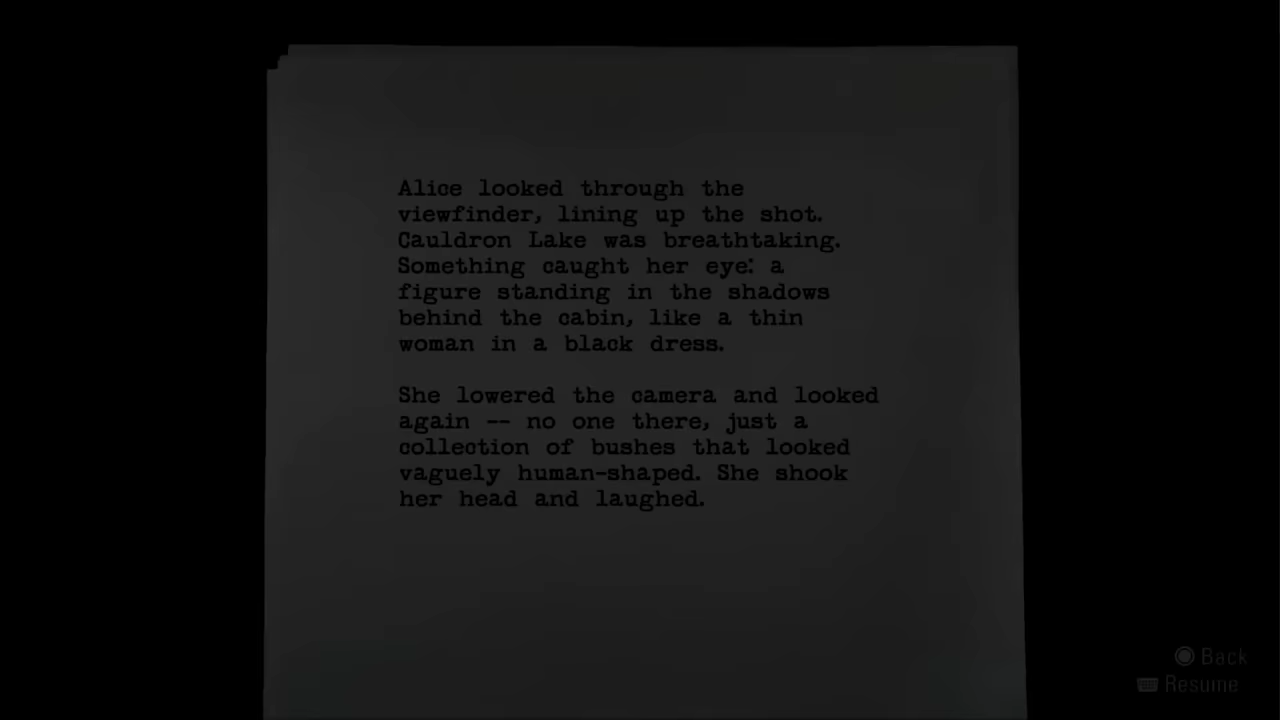 Alice looked through the
viewfinder, lining up the shot.
Cauldron Lake was breathtaking.
Something caught her eye: a
figure standing in the shadows
behind the cabin, like a thin
woman in a black dress.
She lowered the camera and looked
again -- no one there, just a
collection of bushes that looked
vaguely human-shaped. She shook
her head and laughed.
Back
Resume